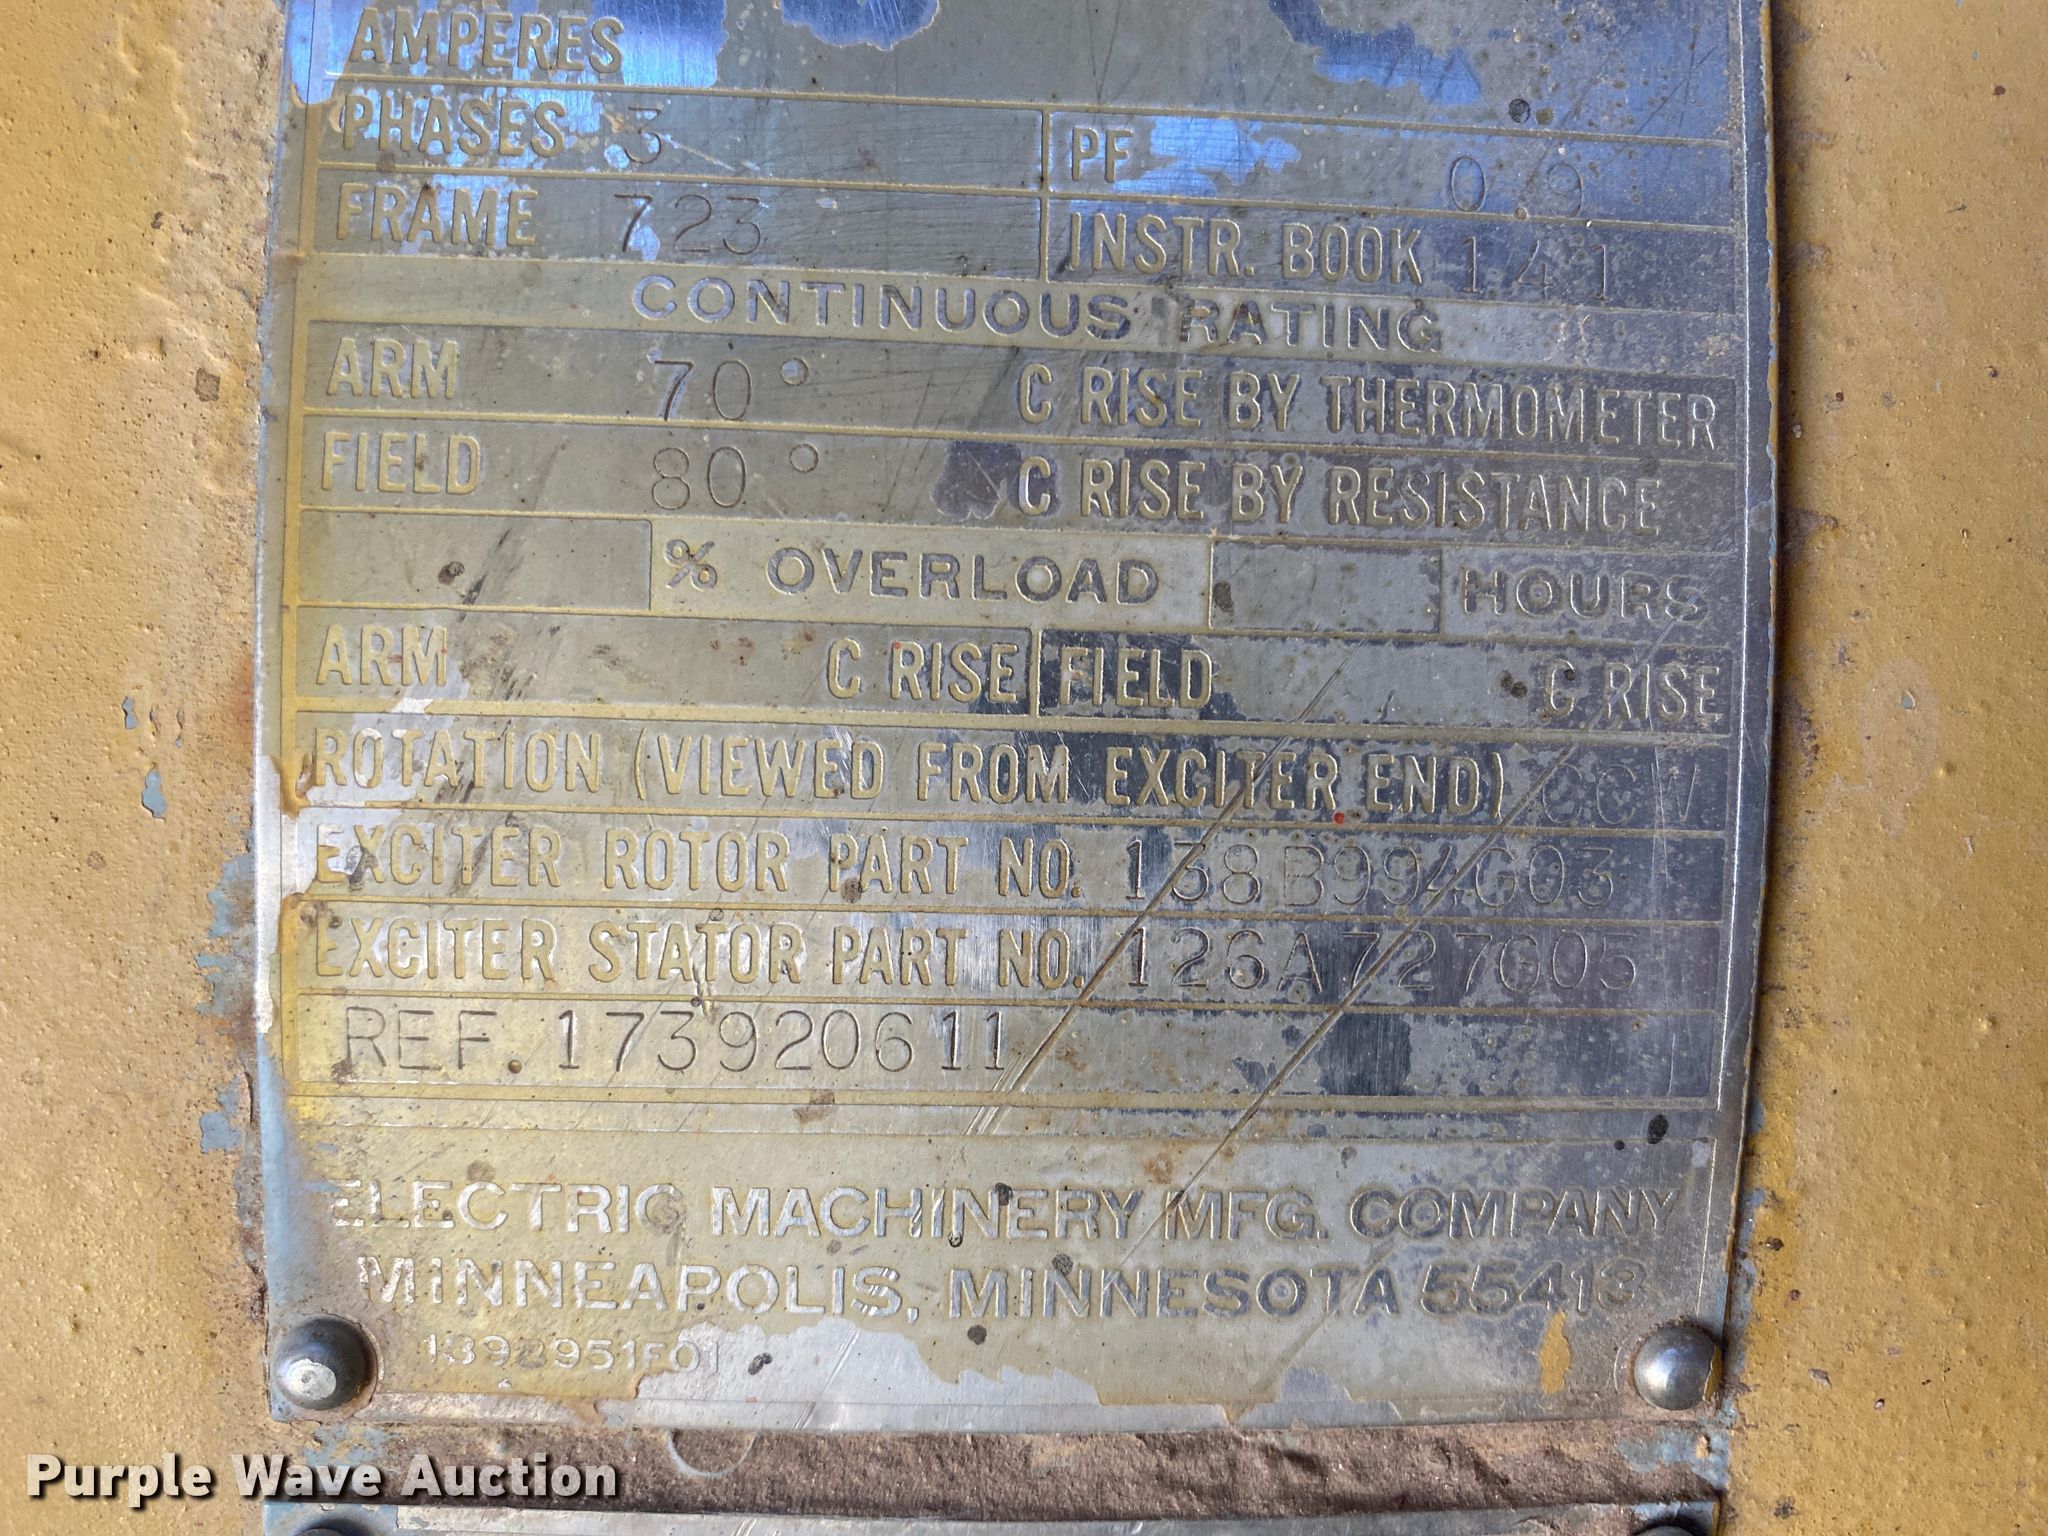 AMPERES
PHASES 3 PF 0.9
FRAME 723 INSTR. BOOK 141
CONTINUOUS RATING
ARM 70° C RISE BY THERMOMETER
FIELD 80° C RISE BY RESISTANCE
% OVERLOAD HOURS
ARM C RISE FIELD C RISE
ROTATION (VIEWED FROM EXCITER END) CCW
EXCITER ROTOR PART NO. 138B994G03
EXCITER STATOR PART NO. 126A727G05
REF. 173920611
ELECTRIC MACHINERY MFG. COMPANY
MINNEAPOLIS, MINNESOTA 55413
Purple Wave Auction